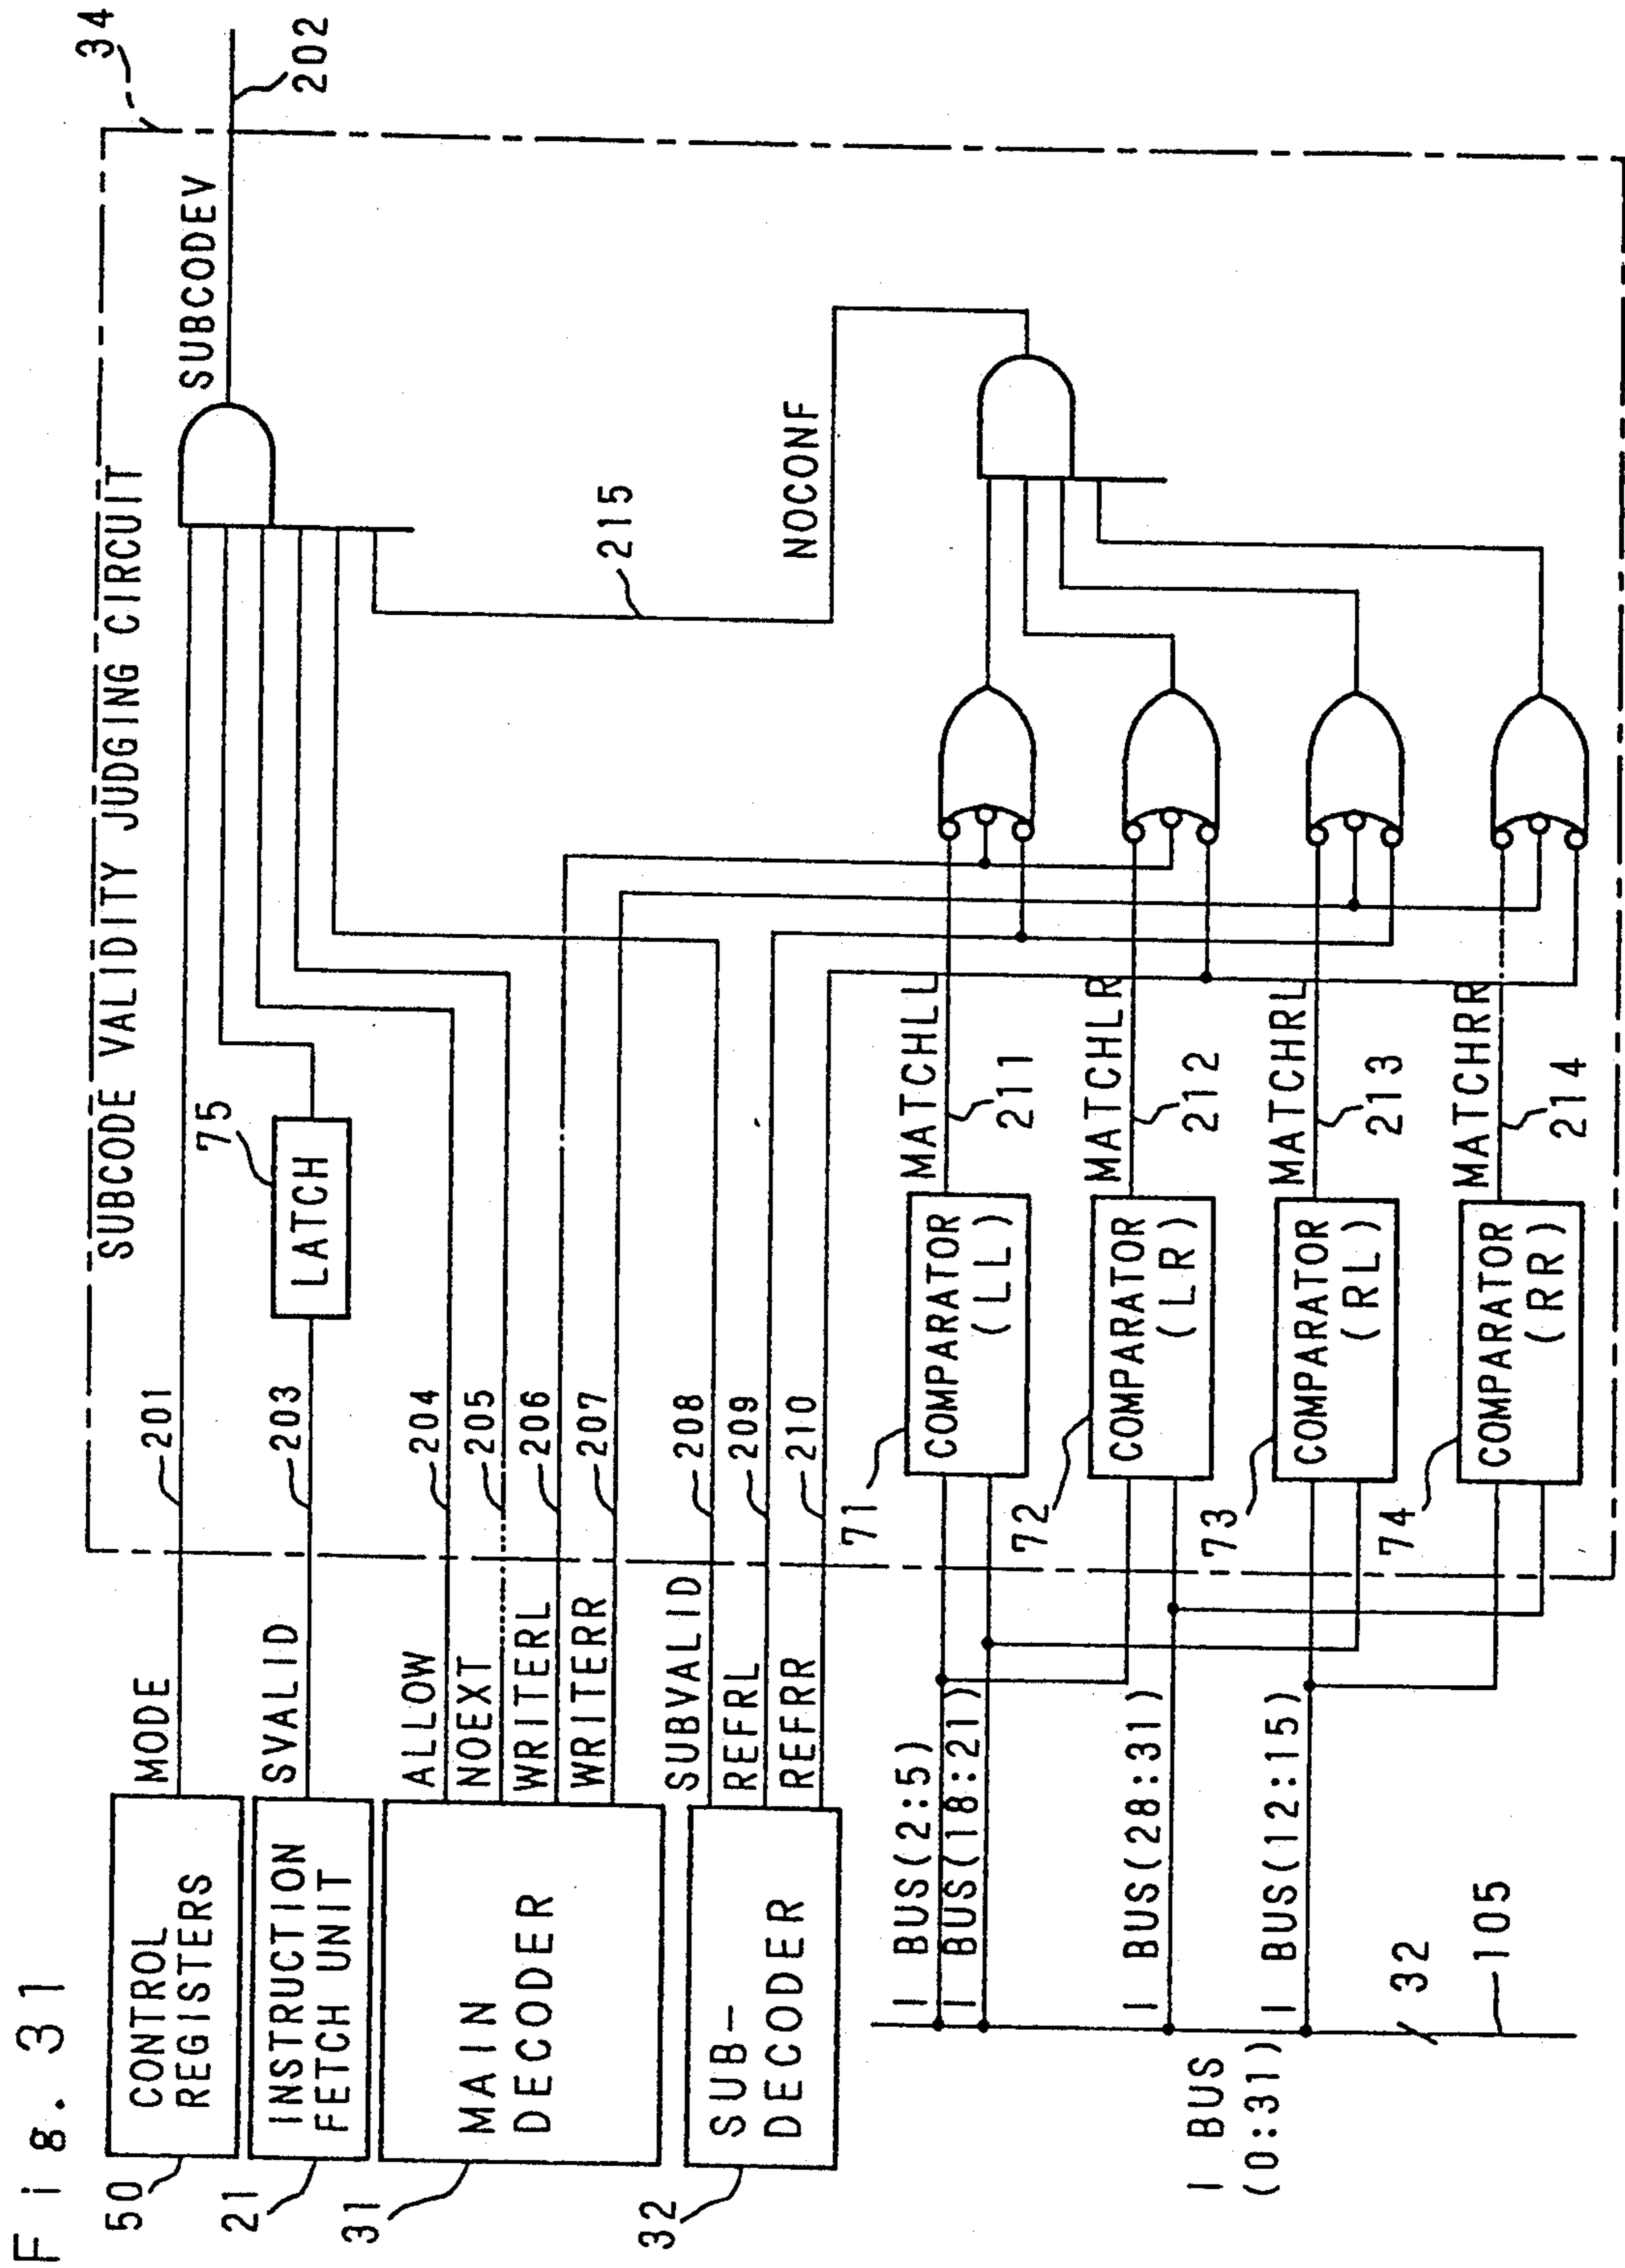 Fig. 31
34
202
SUBCODE VALIDITY JUDGING CIRCUIT
SUBCODEV
50
CONTROL
REGISTERS
MODE
201
21
INSTRUCTION
FETCH UNIT
SVALID
203
LATCH
75
215
NOCONF
31
MAIN
DECODER
ALLOW
204
NOEXT
205
WRITERL
206
WRITERR
207
32
SUB-
DECODER
SUBVALID
208
REFRL
209
REFRR
210
I BUS(2:5)
I BUS(18:21)
71
COMPARATOR
(LL)
MATCHLL
211
I BUS(28:31)
72
COMPARATOR
(LR)
MATCHLR
212
I BUS(12:15)
73
COMPARATOR
(RL)
MATCHRL
213
74
COMPARATOR
(RR)
MATCHRR
214
I BUS
(0:31)
32
105